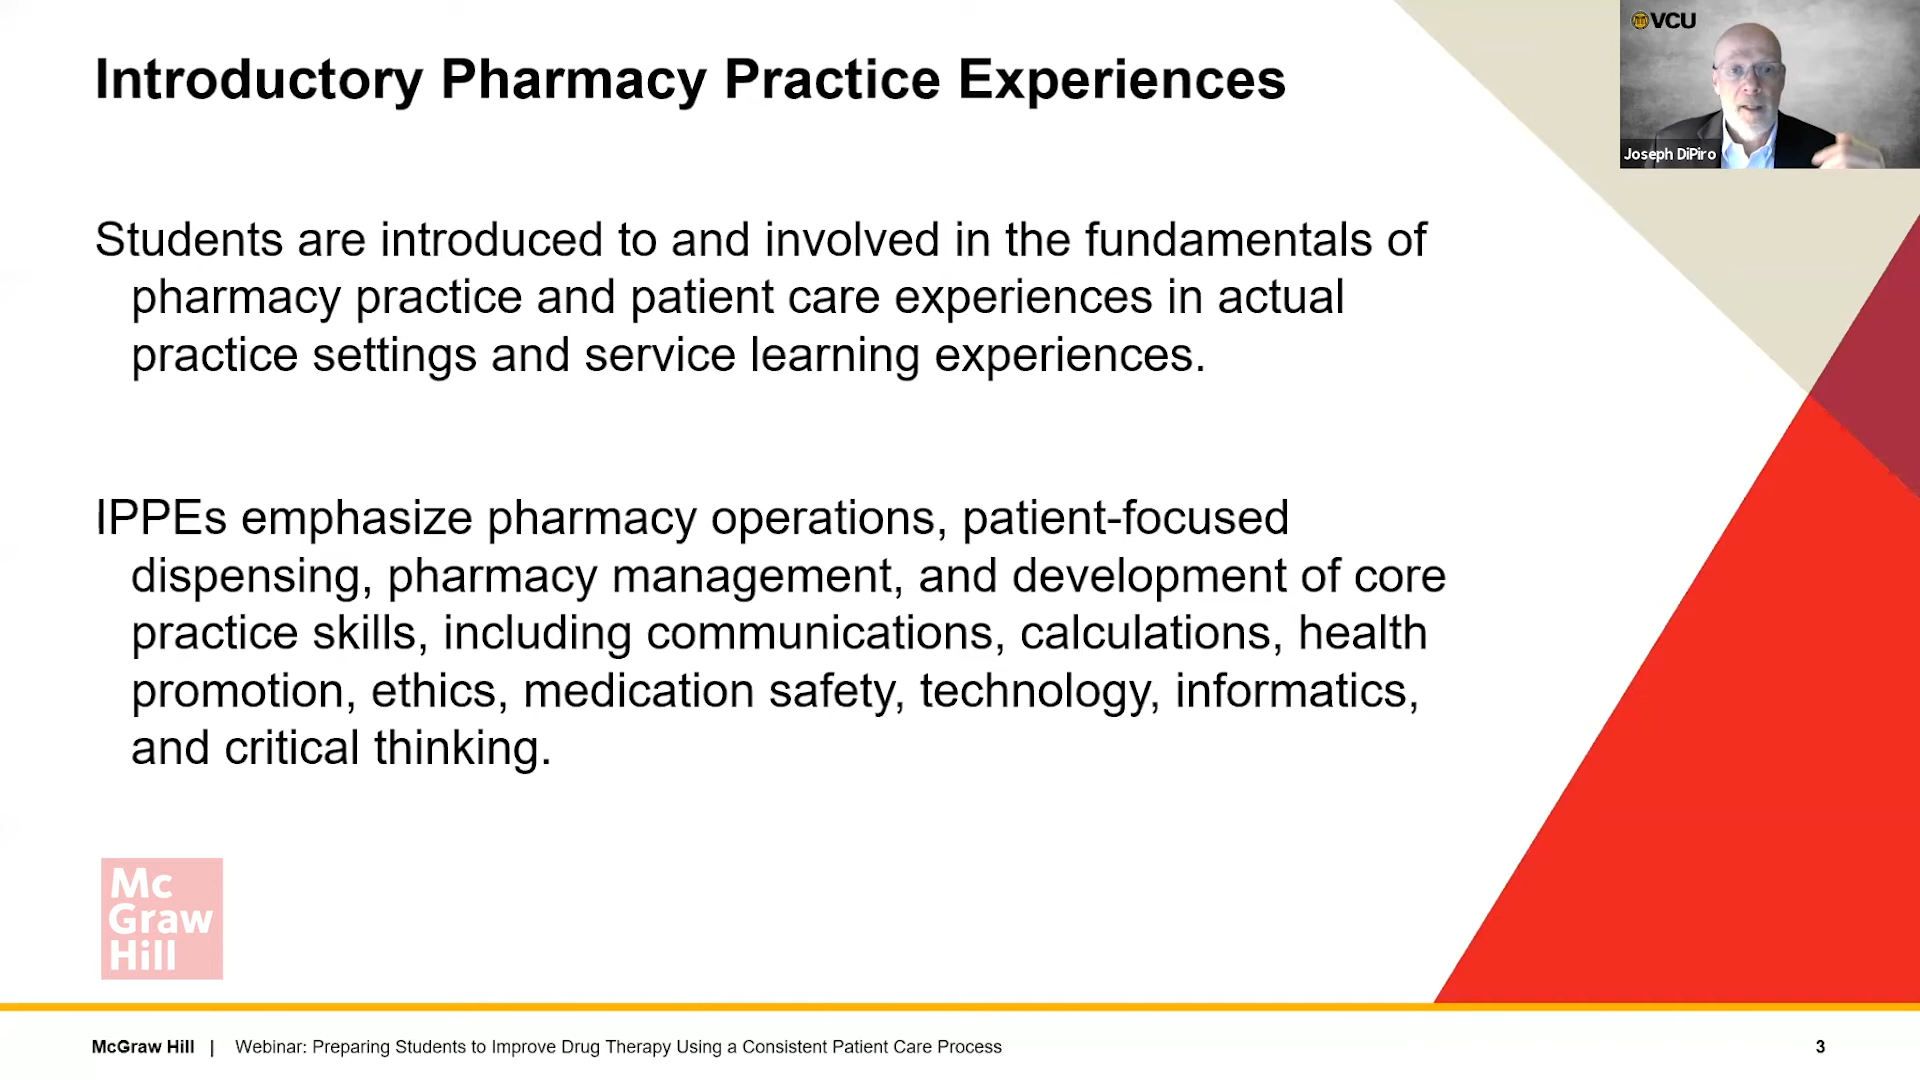 Introductory Pharmacy Practice Experiences
VCU
Joseph DiPiro
Students are introduced to and involved in the fundamentals of
pharmacy practice and patient care experiences in actual
practice settings and service learning experiences.
IPPEs emphasize pharmacy operations, patient-focused
dispensing, pharmacy management, and development of core
practice skills, including communications, calculations, health
promotion, ethics, medication safety, technology, informatics,
and critical thinking.
Mc
Graw
Hill
McGraw Hill | Webinar: Preparing Students to Improve Drug Therapy Using a Consistent Patient Care Process
3